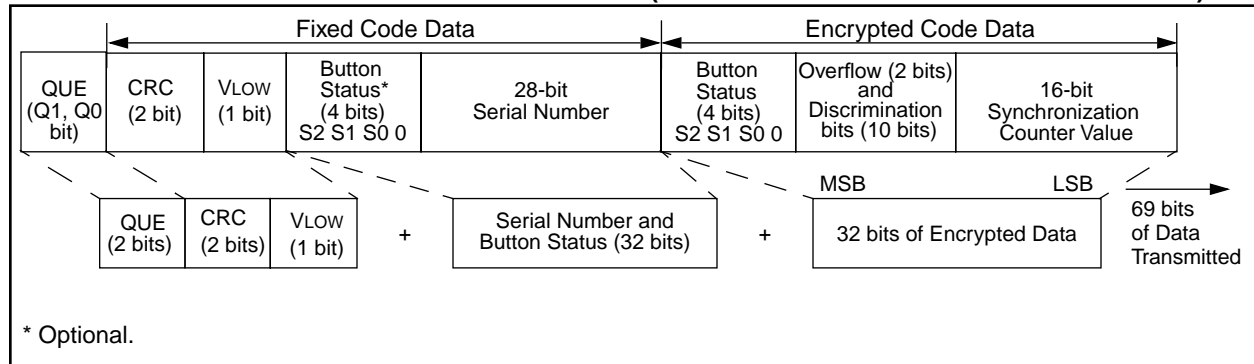 Fixed Code Data
Encrypted Code Data
QUE
(Q1, Q0
bit)
CRC
(2 bit)
VLOW
(1 bit)
Button
Status*
(4 bits)
S2 S1 S0 0
28-bit
Serial Number
Button
Status
(4 bits)
S2 S1 S0 0
Overflow (2 bits)
and
Discrimination
bits (10 bits)
16-bit
Synchronization
Counter Value
MSB
LSB
QUE
(2 bits)
CRC
(2 bits)
VLOW
(1 bit)
+
Serial Number and
Button Status (32 bits)
+
32 bits of Encrypted Data
69 bits
of Data
Transmitted
* Optional.